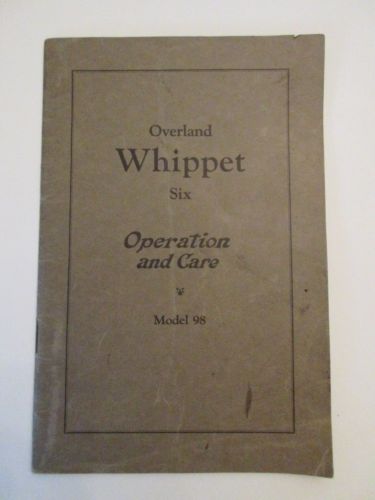 Overland
Whippet
Six
Operation
and Care
Model 98